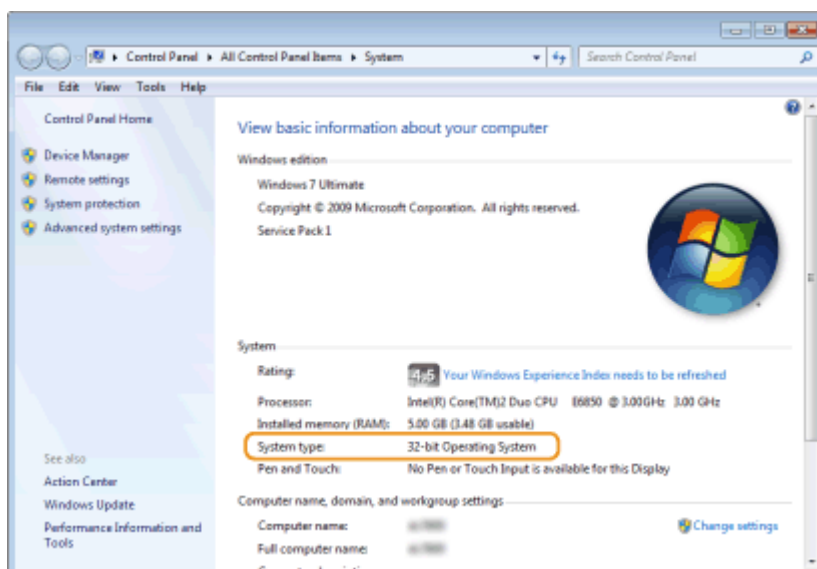 Control Panel ▸ All Control Panel Items ▸ System
Search Control Panel
File Edit View Tools Help
Control Panel Home
Device Manager
Remote settings
System protection
Advanced system settings
See also
Action Center
Windows Update
Performance Information and
Tools
View basic information about your computer
Windows edition
Windows 7 Ultimate
Copyright © 2009 Microsoft Corporation. All rights reserved.
Service Pack 1
System
Rating: 4,5 Your Windows Experience Index needs to be refreshed
Processor: Intel(R) Core(TM)2 Duo CPU E6850 @ 3.00GHz 3.00 GHz
Installed memory (RAM): 5.00 GB (3.48 GB usable)
System type: 32-bit Operating System
Pen and Touch: No Pen or Touch Input is available for this Display
Computer name, domain, and workgroup settings
Computer name: Change settings
Full computer name: